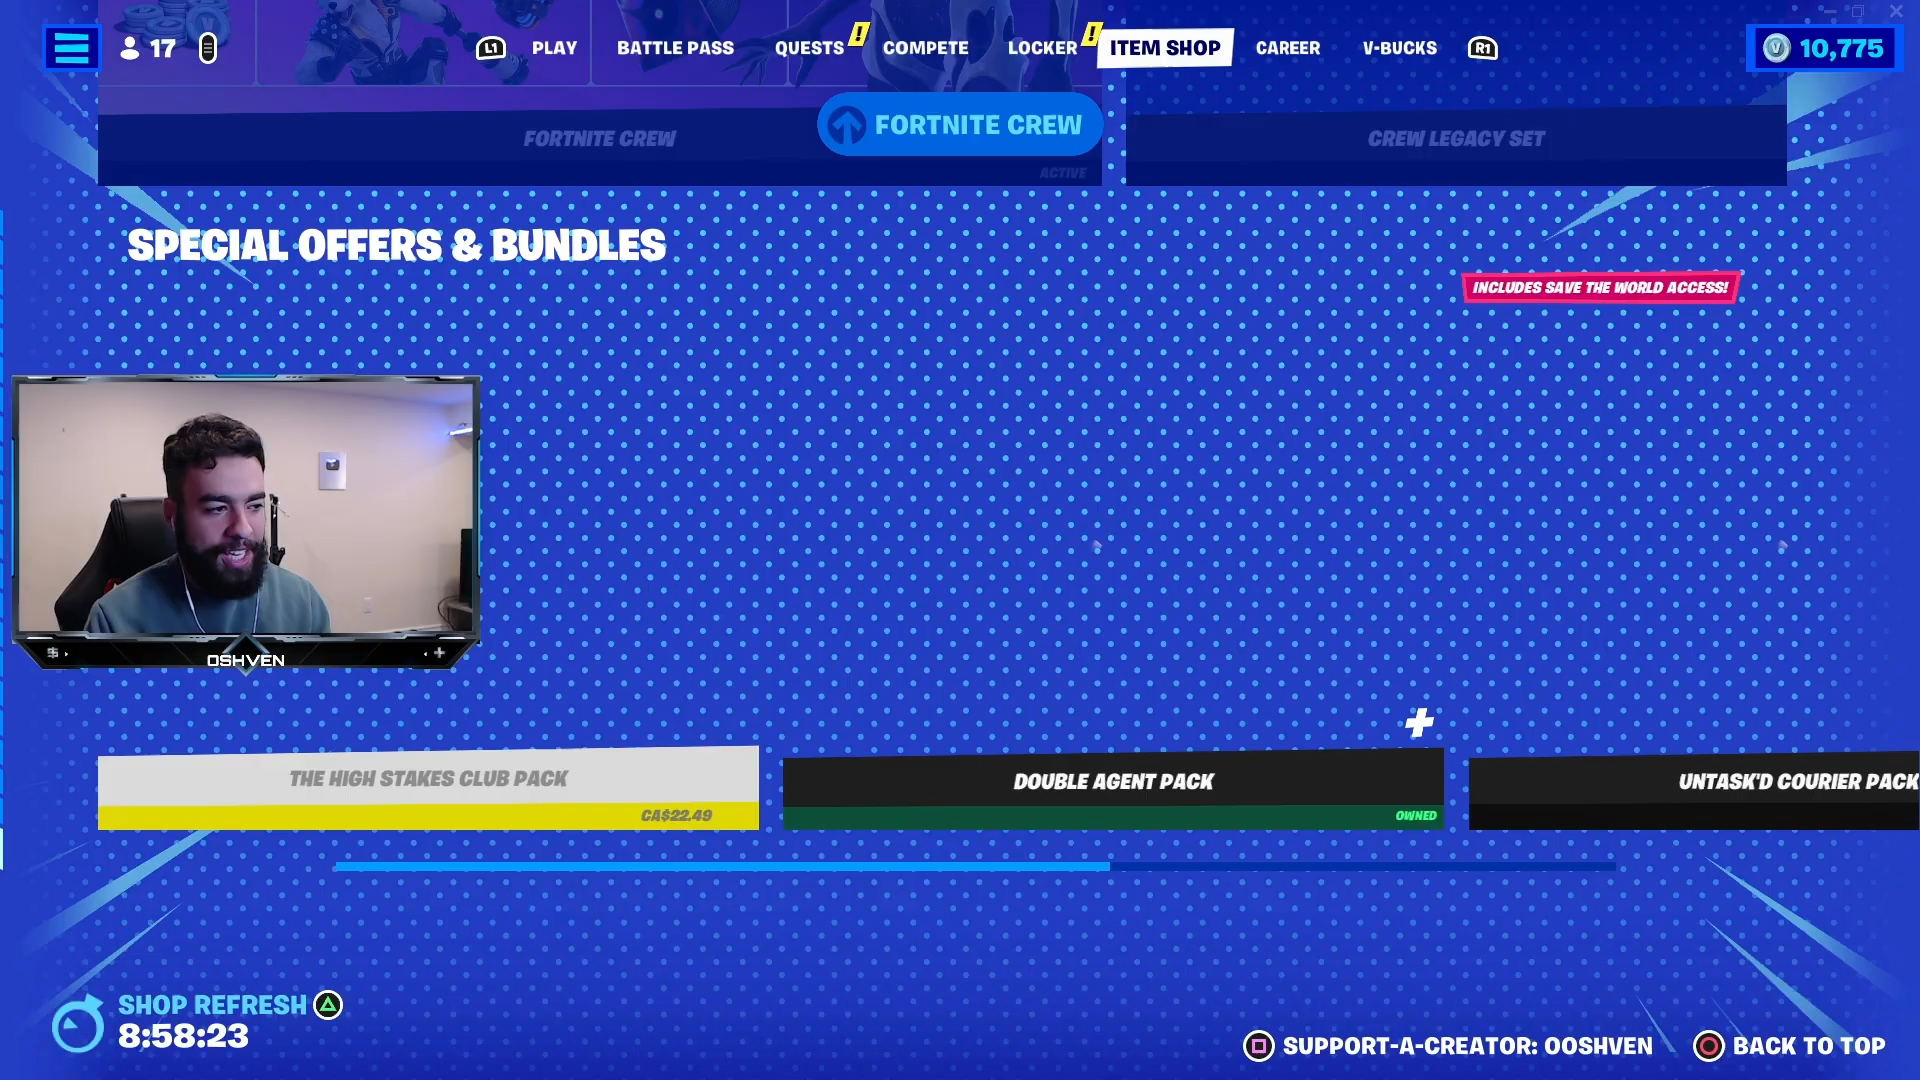 17
L1
PLAY
BATTLE PASS
QUESTS
!
COMPETE
LOCKER
!
ITEM SHOP
CAREER
V-BUCKS
R1
10,775
FORTNITE CREW
ACTIVE
FORTNITE CREW
CREW LEGACY SET
SPECIAL OFFERS & BUNDLES
INCLUDES SAVE THE WORLD ACCESS!
OSHVEN
THE HIGH STAKES CLUB PACK
CA$22.49
DOUBLE AGENT PACK
OWNED
UNTASK'D COURIER PACK
SHOP REFRESH
8:58:23
SUPPORT-A-CREATOR: OOSHVEN
BACK TO TOP